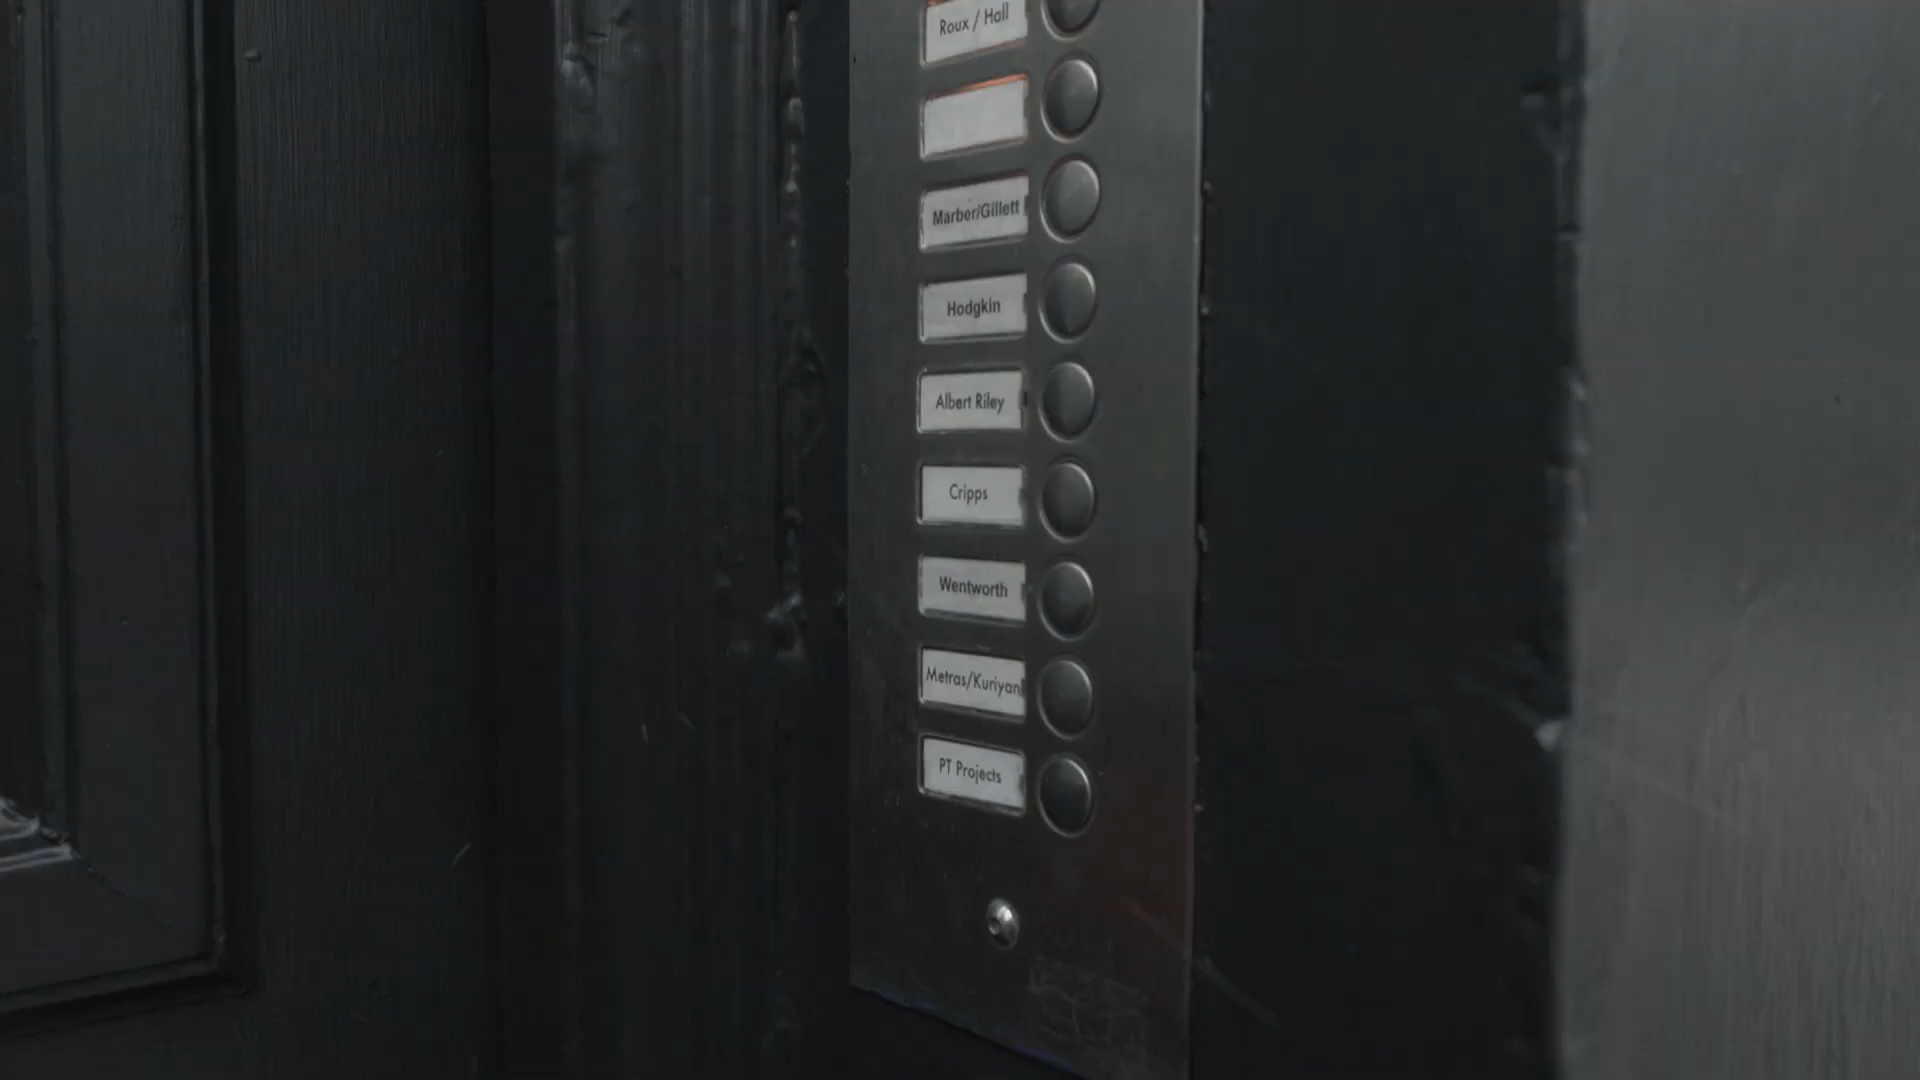 Roux / Hall
Marber/Gillett
Hodgkin
Albert Riley
Cripps
Wentworth
Metras/Kuriyan
PT Projects